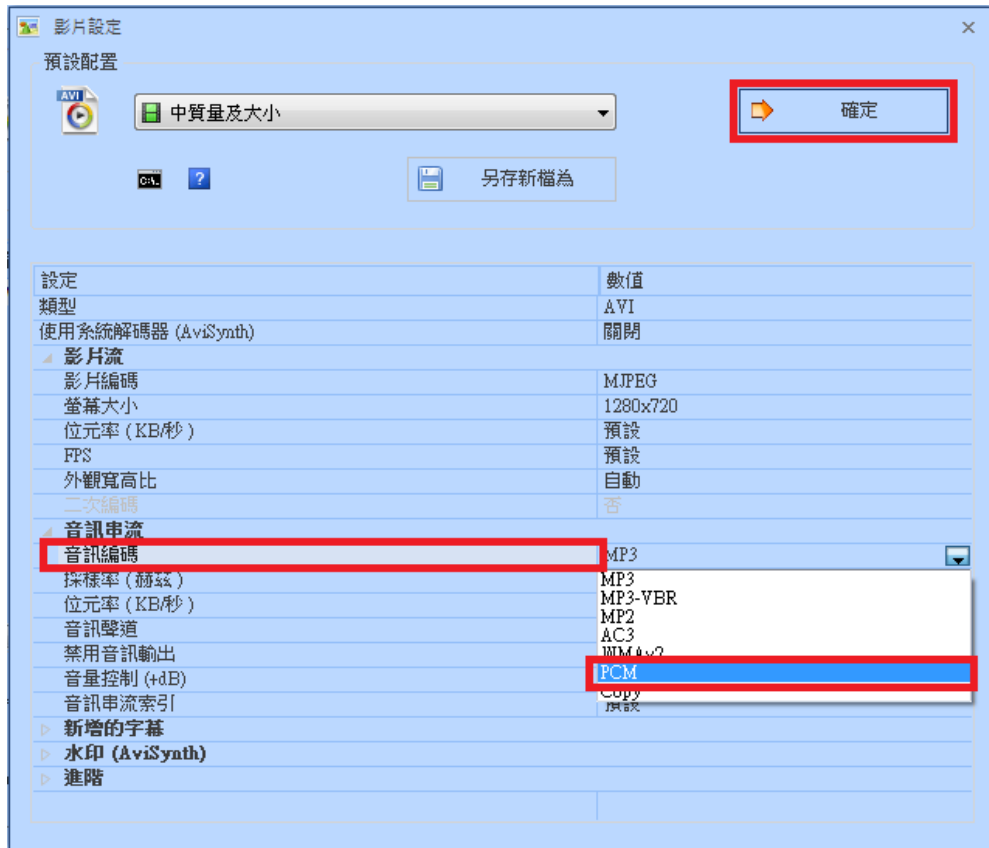 影片設定
預設配置
AVI
中質量及大小
確定
C:\.
?
另存新檔為
設定 數值
類型 AVI
使用系統解碼器 (AviSynth) 關閉
影片流
影片編碼 MJPEG
螢幕大小 1280x720
位元率 (KB/秒) 預設
FPS 預設
外觀寬高比 自動
二次編碼 否
音訊串流
音訊編碼 MP3
採樣率 (赫茲) MP3
MP3-VBR
位元率 (KB/秒)
MP2
音訊聲道
AC3
禁用音訊輸出 WMAv2
音量控制 (+dB) PCM
Copy
音訊串流索引 預設
新增的字幕
水印 (AviSynth)
進階